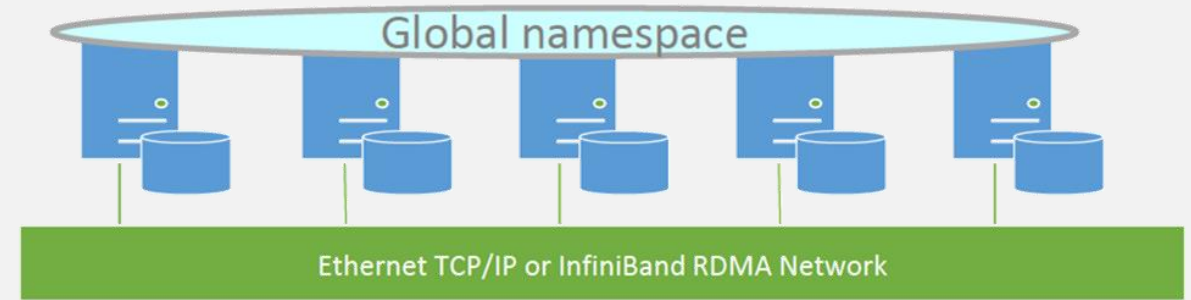 Global namespace
Ethernet TCP/IP or InfiniBand RDMA Network